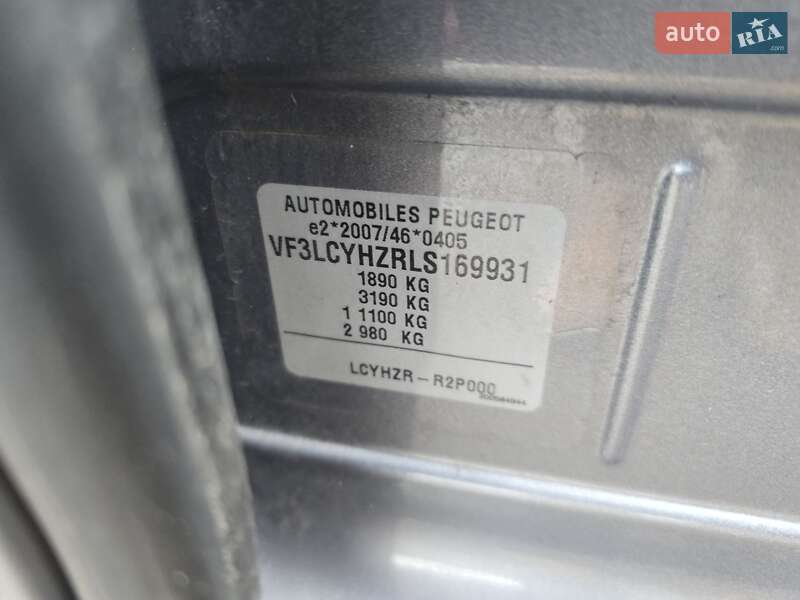 auto RIA .com
AUTOMOBILES PEUGEOT
e2*2007/46*0405
VF3LCYHZRLS169931
1890 KG
3190 KG
1 1100 KG
2 980 KG
LCYHZR – R2P000